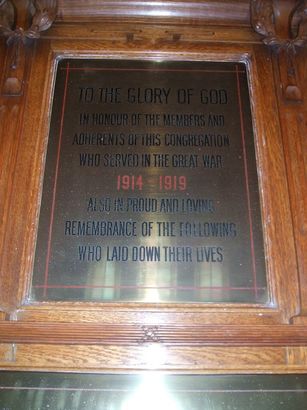 TO THE GLORY OF GOD
IN HONOUR OF THE MEMBERS AND
ADHERENTS OF THIS CONGREGATION
WHO SERVED IN THE GREAT WAR
1914 - 1919
ALSO IN PROUD AND LOVING
REMEMBRANCE OF THE FOLLOWING
WHO LAID DOWN THEIR LIVES